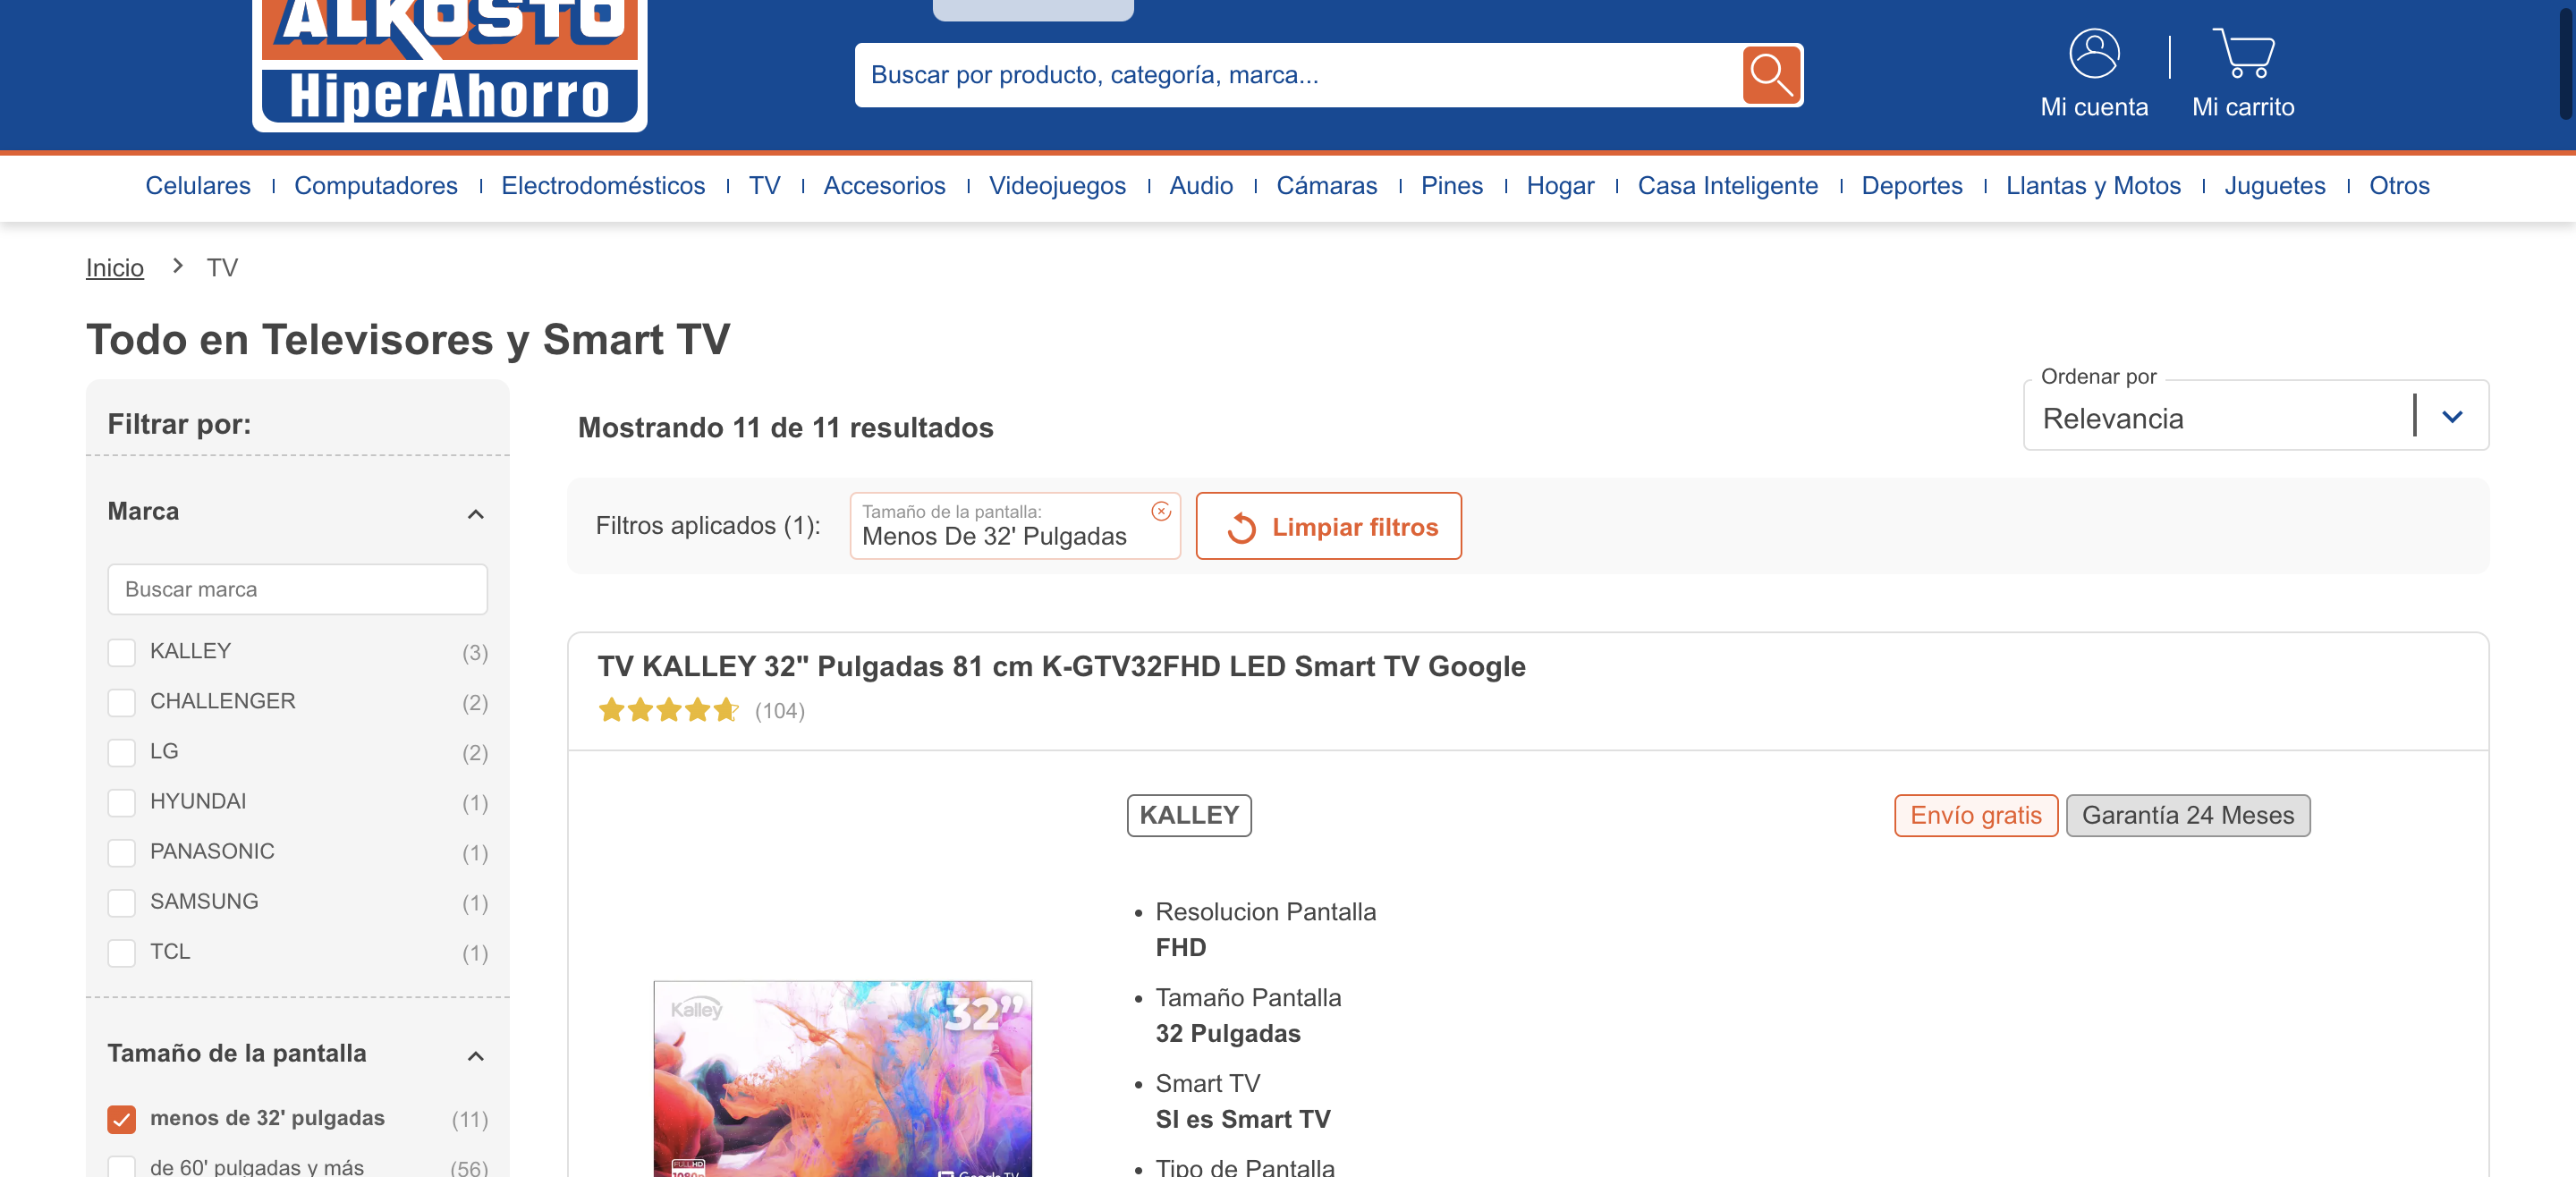 ALKOSTO
HiperAhorro
Buscar por producto, categoría, marca...
Mi cuenta
Mi carrito
Celulares
Computadores
Electrodomésticos
TV
Accesorios
Videojuegos
Audio
Cámaras
Pines
Hogar
Casa Inteligente
Deportes
Llantas y Motos
Juguetes
Otros
Inicio > TV
Todo en Televisores y Smart TV
Filtrar por:
Marca
Buscar marca
KALLEY (3)
CHALLENGER (2)
LG (2)
HYUNDAI (1)
PANASONIC (1)
SAMSUNG (1)
TCL (1)
Tamaño de la pantalla
menos de 32' pulgadas (11)
de 60' pulgadas y más (56)
Mostrando 11 de 11 resultados
Ordenar por
Relevancia
Filtros aplicados (1):
Tamaño de la pantalla:
Menos De 32' Pulgadas
Limpiar filtros
TV KALLEY 32" Pulgadas 81 cm K-GTV32FHD LED Smart TV Google
(104)
KALLEY
Envío gratis
Garantía 24 Meses
Kalley
32”
FULL HD
1080p
Google TV
• Resolucion Pantalla
FHD
• Tamaño Pantalla
32 Pulgadas
• Smart TV
SI es Smart TV
• Tipo de Pantalla